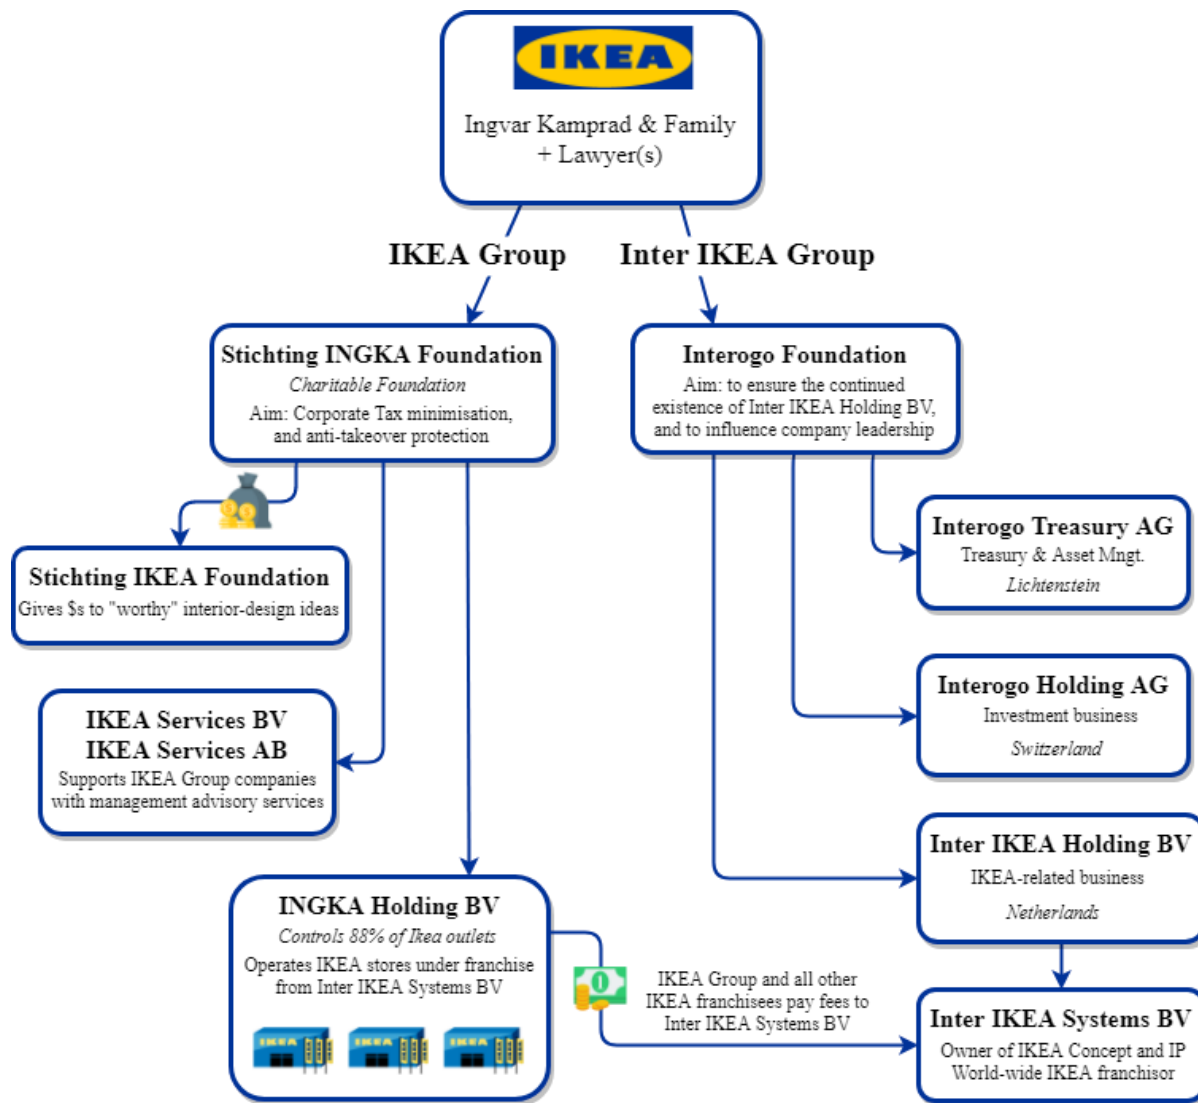 IKEA
Ingvar Kamprad & Family
+ Lawyer(s)
IKEA Group
Inter IKEA Group
Stichting INGKA Foundation
Charitable Foundation
Aim: Corporate Tax minimisation,
and anti-takeover protection
Interogo Foundation
Aim: to ensure the continued
existence of Inter IKEA Holding BV,
and to influence company leadership
Stichting IKEA Foundation
Gives $s to "worthy" interior-design ideas
Interogo Treasury AG
Treasury & Asset Mngt.
Lichtenstein
IKEA Services BV
IKEA Services AB
Supports IKEA Group companies
with management advisory services
Interogo Holding AG
Investment business
Switzerland
Inter IKEA Holding BV
IKEA-related business
Netherlands
INGKA Holding BV
Controls 88% of Ikea outlets
Operates IKEA stores under franchise
from Inter IKEA Systems BV
IKEA
IKEA
IKEA
IKEA Group and all other
IKEA franchisees pay fees to
Inter IKEA Systems BV
Inter IKEA Systems BV
Owner of IKEA Concept and IP
World-wide IKEA franchisor